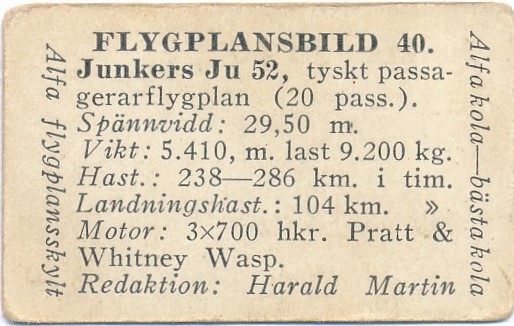 FLYGPLANSBILD 40.
Junkers Ju 52, tyskt passa-
gerarflygplan (20 pass.).
Spännvidd: 29,50 m.
Vikt: 5.410, m. last 9.200 kg.
Hast.: 238—286 km. i tim.
Landningshast.: 104 km. »
Motor: 3×700 hkr. Pratt &
Whitney Wasp.
Redaktion: Harald Martin
Alfa flygplansskylt
Alfa kola—bästa kola